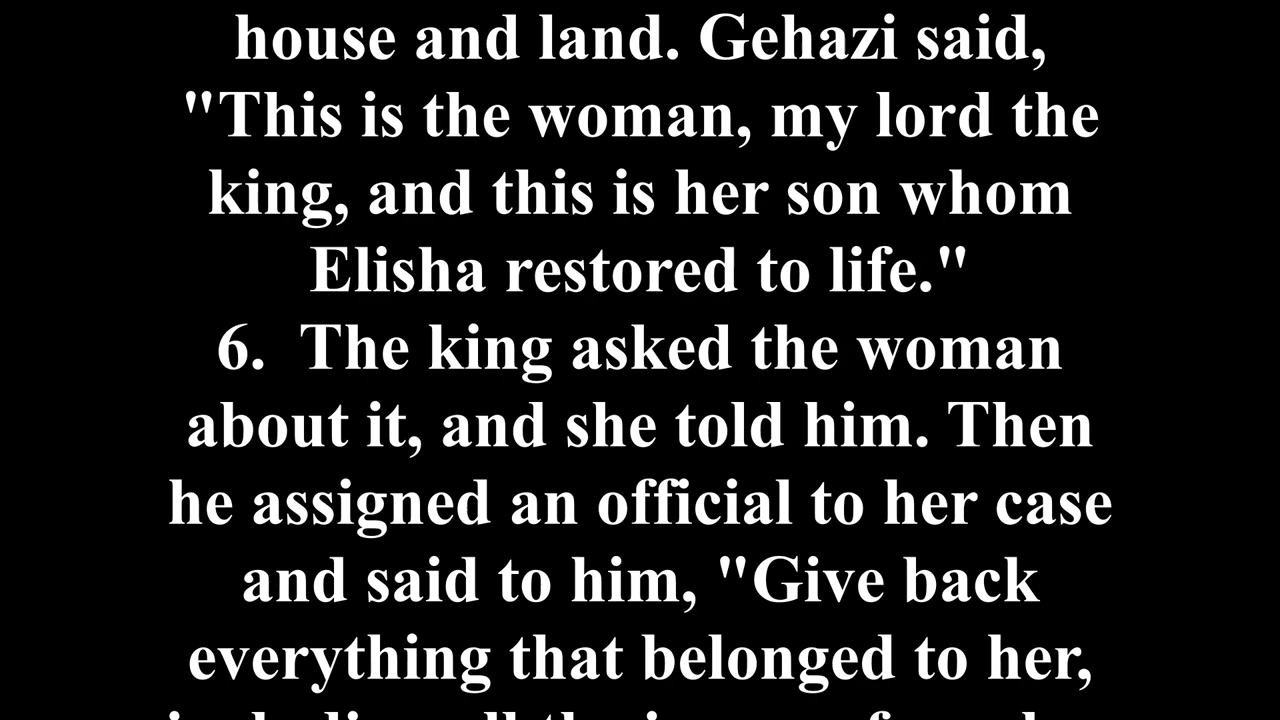 house and land. Gehazi said,
"This is the woman, my lord the
king, and this is her son whom
Elisha restored to life."
6.  The king asked the woman
about it, and she told him. Then
he assigned an official to her case
and said to him, "Give back
everything that belonged to her,